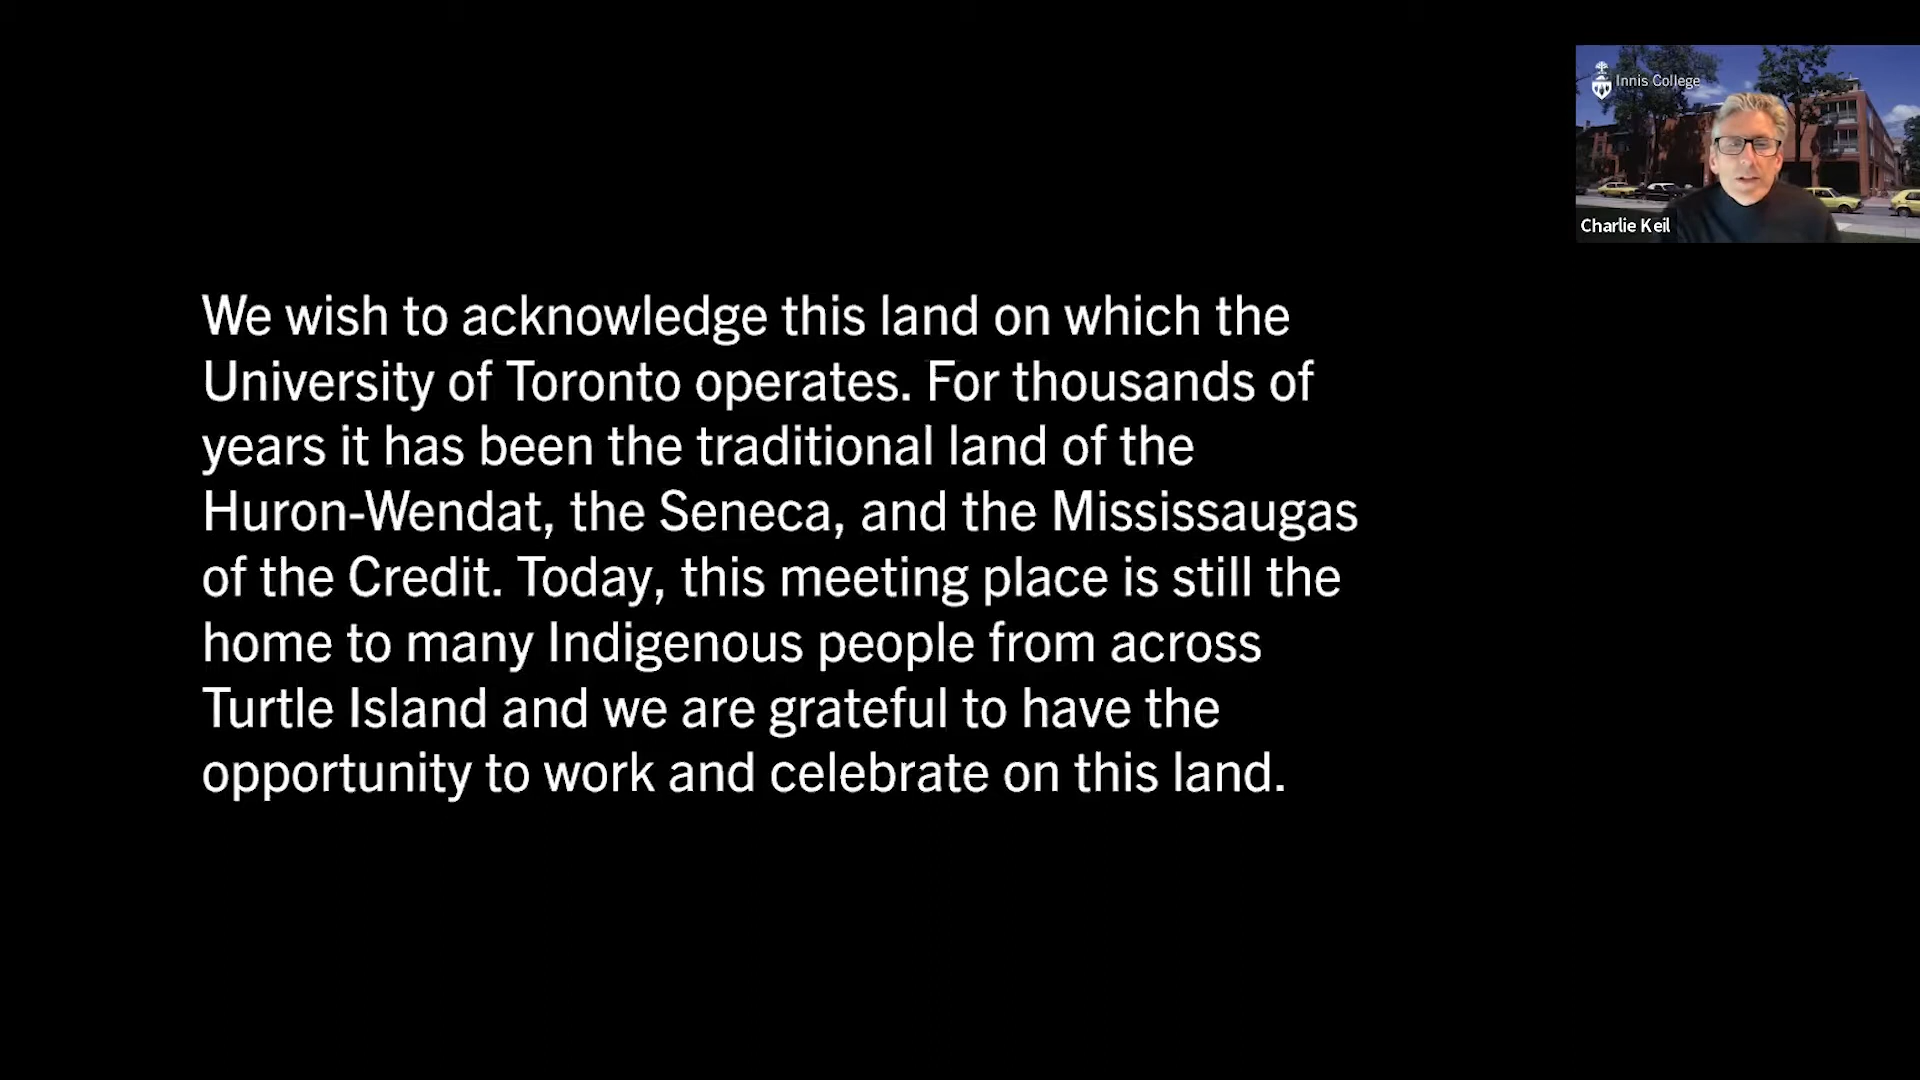 Innis College
Charlie Keil
We wish to acknowledge this land on which the
University of Toronto operates. For thousands of
years it has been the traditional land of the
Huron-Wendat, the Seneca, and the Mississaugas
of the Credit. Today, this meeting place is still the
home to many Indigenous people from across
Turtle Island and we are grateful to have the
opportunity to work and celebrate on this land.